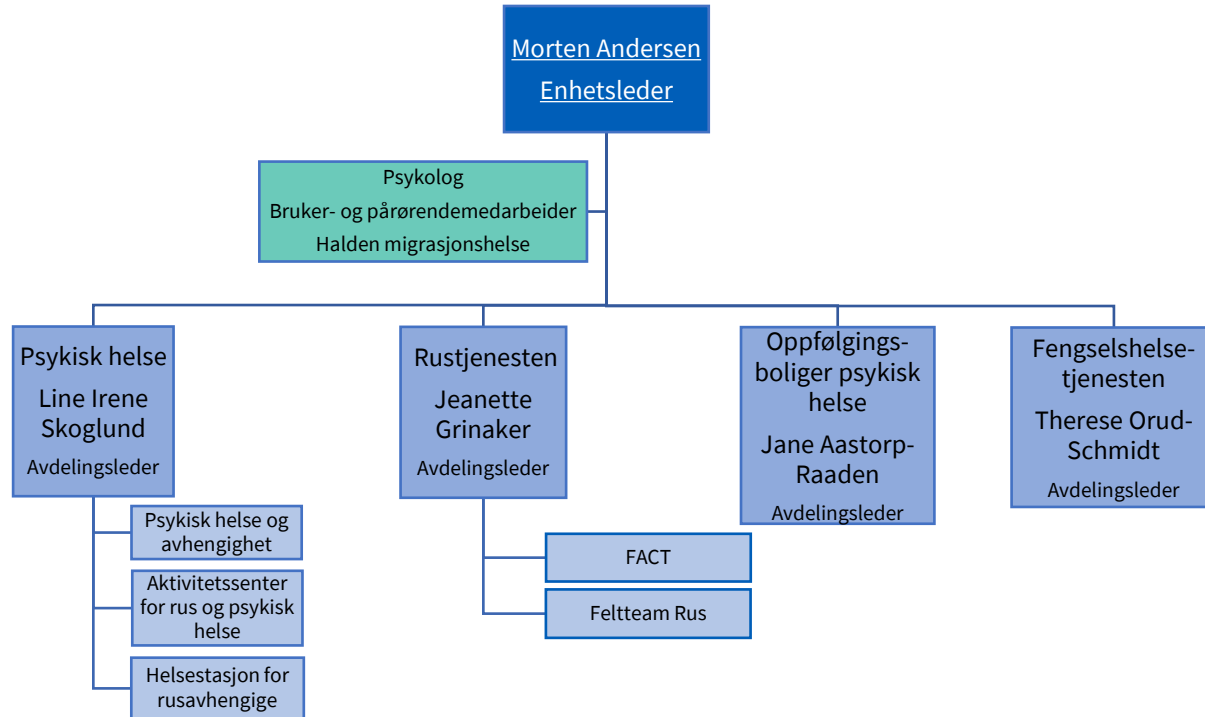 Morten Andersen
Enhetsleder
Psykolog
Bruker- og pårørendemedarbeider
Halden migrasjonshelse
Psykisk helse
Line Irene
Skoglund
Avdelingsleder
Psykisk helse og
avhengighet
Aktivitetssenter
for rus og psykisk
helse
Helsestasjon for
rusavhengige
Rustjenesten
Jeanette
Grinaker
Avdelingsleder
FACT
Feltteam Rus
Oppfølgings-
boliger psykisk
helse
Jane Aastorp-
Raaden
Avdelingsleder
Fengselshelse-
tjenesten
Therese Orud-
Schmidt
Avdelingsleder